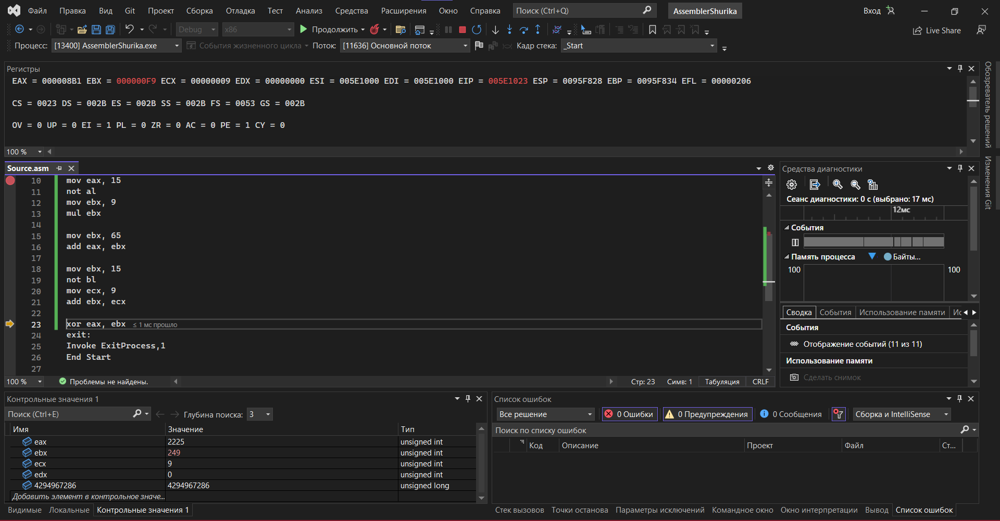 Файл Правка Вид Git Проект Сборка Отладка Тест Анализ Средства Расширения Окно Справка Поиск (Ctrl+Q) AssemblerShurika Вход
Debug x86 Продолжить Live Share
Процесс: [13400] AssemblerShurika.exe События жизненного цикла Поток: [11636] Основной поток Кадр стека: _Start
Регистры
EAX = 000008B1 EBX = 000000F9 ECX = 00000009 EDX = 00000000 ESI = 005E1000 EDI = 005E1000 EIP = 005E1023 ESP = 0095F828 EBP = 0095F834 EFL = 00000206
CS = 0023 DS = 002B ES = 002B SS = 002B FS = 0053 GS = 002B
OV = 0 UP = 0 EI = 1 PL = 0 ZR = 0 AC = 0 PE = 1 CY = 0
100 %
Обозреватель решений
Изменения Git
Source.asm
10 mov eax, 15
11 not al
12 mov ebx, 9
13 mul ebx
14
15 mov ebx, 65
16 add eax, ebx
17
18 mov ebx, 15
19 not bl
20 mov ecx, 9
21 add ebx, ecx
22
23 xor eax, ebx ≤ 1 мс прошло
24 exit:
25 Invoke ExitProcess,1
26 End Start
27
100 % Проблемы не найдены. Стр: 23 Симв: 1 Табуляция CRLF
Средства диагностики
Сеанс диагностики: 0 с (выбрано: 17 мс)
12мс
События
Память процесса Байты...
100 100
Сводка События Использование памяти Ис
События
Отображение событий (11 из 11)
Использование памяти
Сделать снимок
Контрольные значения 1
Поиск (Ctrl+E) Глубина поиска: 3
Имя Значение Тип
eax 2225 unsigned int
ebx 249 unsigned int
ecx 9 unsigned int
edx 0 unsigned int
4294967286 4294967286 unsigned long
Добавить элемент в контрольное значе...
Видимые Локальные Контрольные значения 1
Список ошибок
Все решение 0 Ошибки 0 Предупреждения 0 Сообщения Сборка и IntelliSense
Поиск по списку ошибок
Код Описание Проект Файл Ст...
Стек вызовов Точки останова Параметры исключений Командное окно Окно интерпретации Вывод Список ошибок